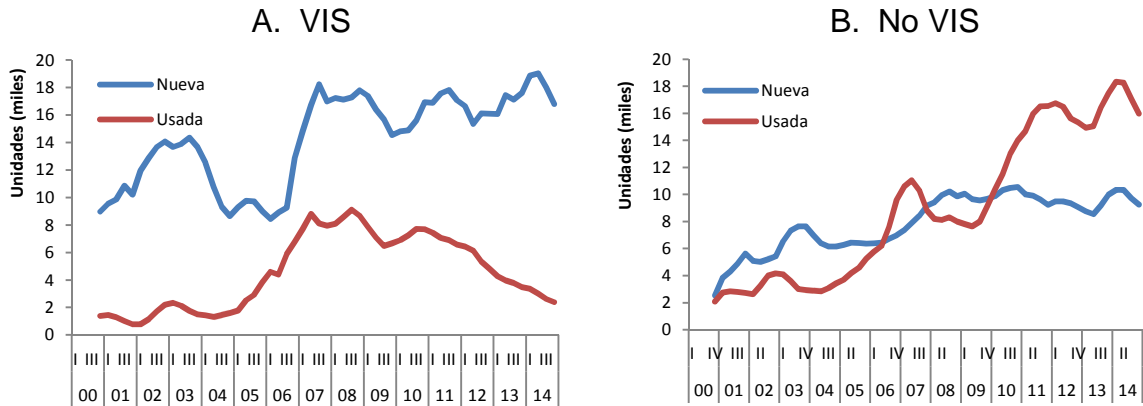 A. VIS
Unidades (miles)
20
18
16
14
12
10
8
6
4
2
0
Nueva
Usada
I III I III I III I III I III I III I III I III I III I III I III I III I III I III I III
00 01 02 03 04 05 06 07 08 09 10 11 12 13 14
B. No VIS
Unidades (miles)
20
18
16
14
12
10
8
6
4
2
0
Nueva
Usada
I IV III II I IV III II I IV III II I IV III II I IV III II
00 01 02 03 04 05 06 07 08 09 10 11 12 13 14